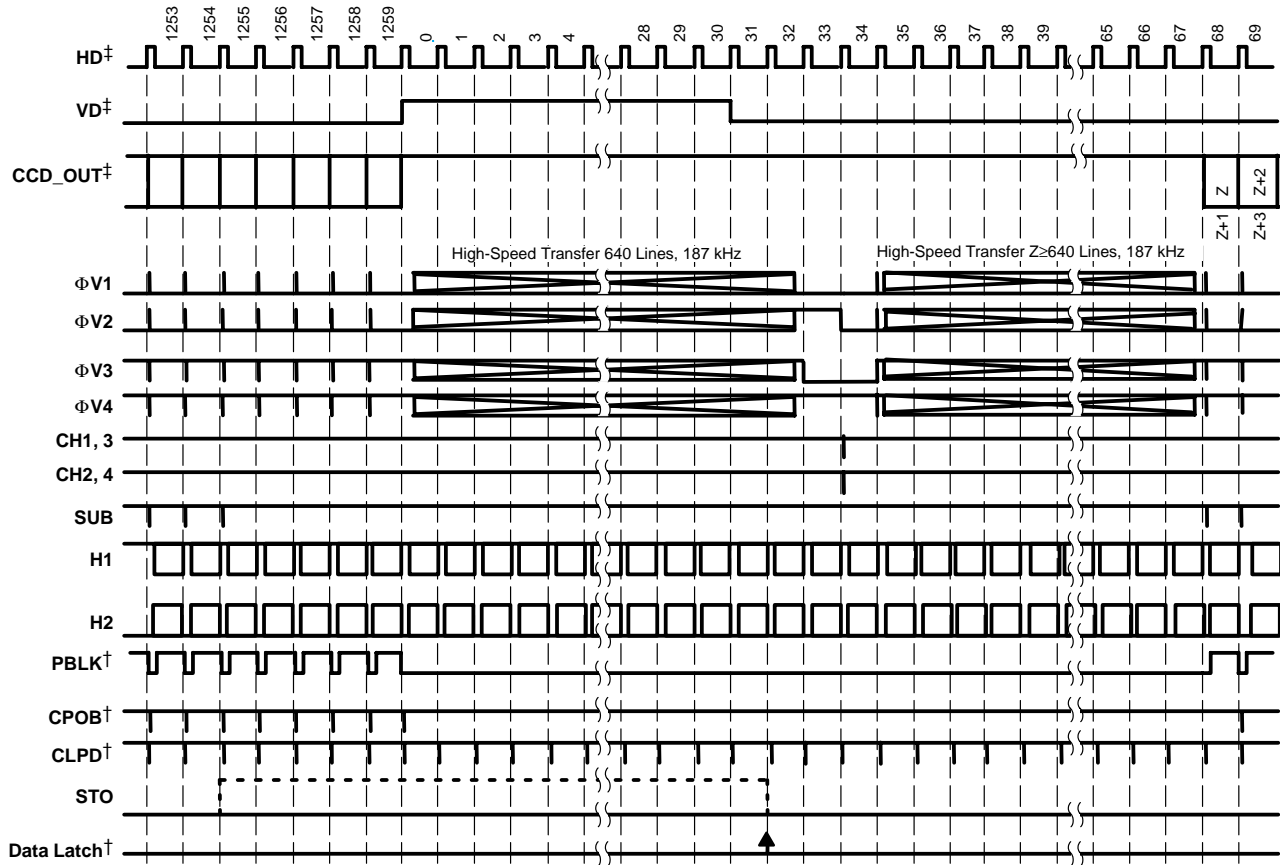 1253 1254 1255 1256 1257 1258 1259 0 1 2 3 4 28 29 30 31 32 33 34 35 36 37 38 39 65 66 67 68 69
HD‡
VD‡
CCD_OUT‡
Z Z+2
Z+1 Z+3
High-Speed Transfer 640 Lines, 187 kHz
High-Speed Transfer Z≥640 Lines, 187 kHz
ΦV1
ΦV2
ΦV3
ΦV4
CH1, 3
CH2, 4
SUB
H1
H2
PBLK†
CPOB†
CLPD†
STO
Data Latch†